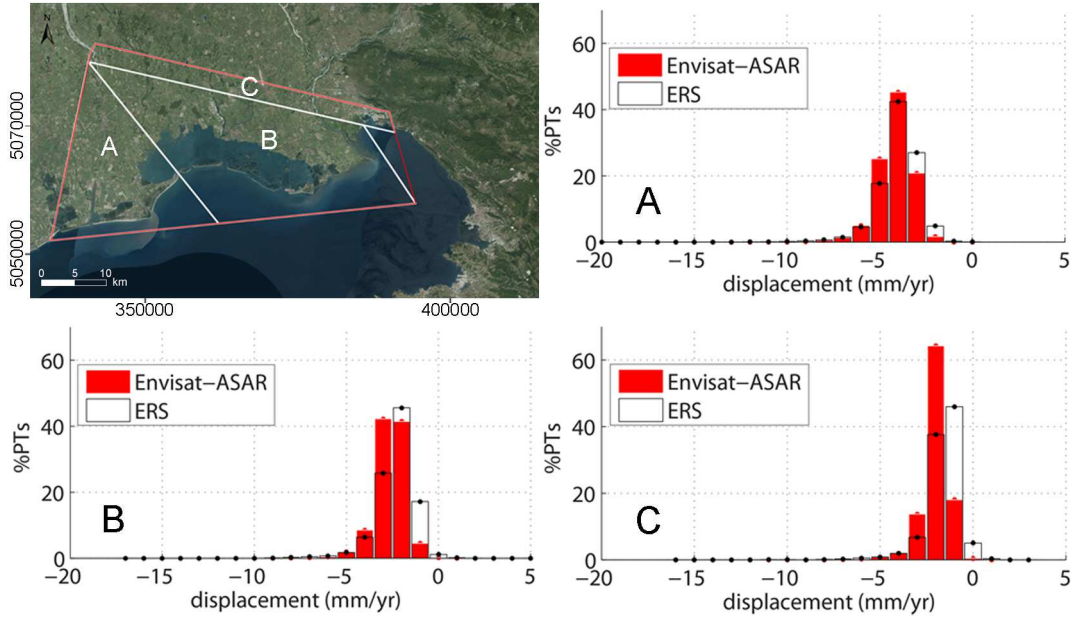 N
C
A
B
5070000
5050000
0 5 10
km
350000 400000
60
40
20
0
%PTs
Envisat–ASAR
ERS
A
−20 −15 −10 −5 0 5
displacement (mm/yr)
60
40
20
0
%PTs
Envisat–ASAR
ERS
B
−20 −15 −10 −5 0 5
displacement (mm/yr)
60
40
20
0
%PTs
Envisat–ASAR
ERS
C
−20 −15 −10 −5 0 5
displacement (mm/yr)